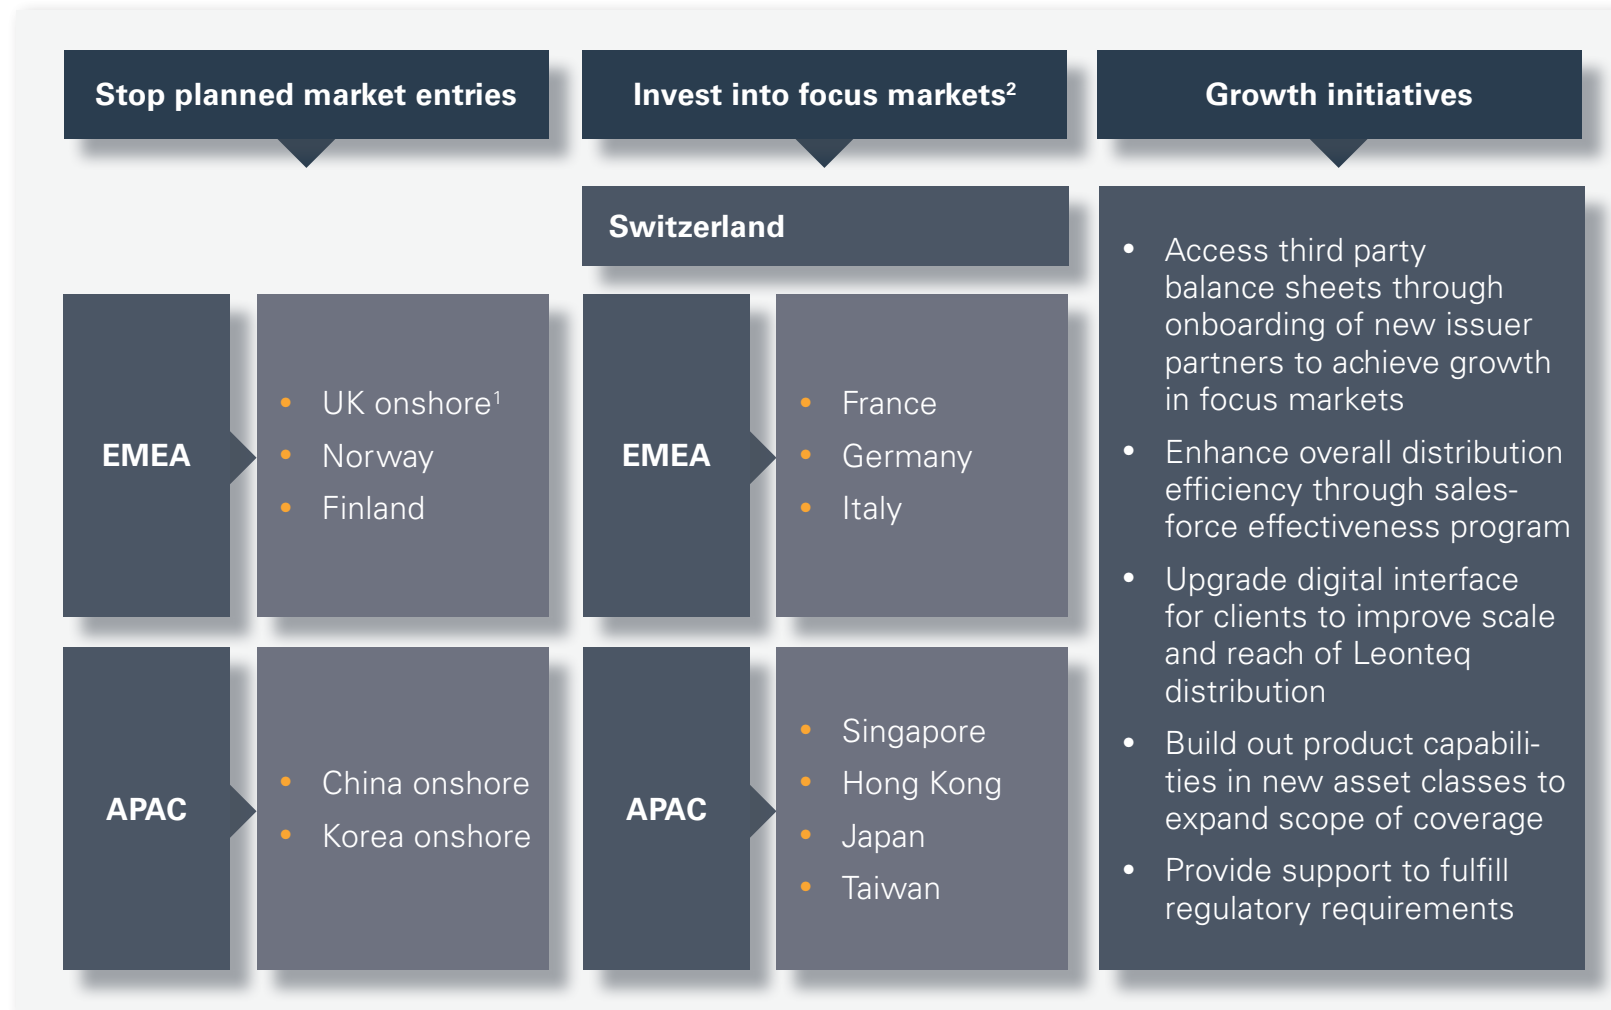 Stop planned market entries
EMEA
• UK onshore¹
• Norway
• Finland
APAC
• China onshore
• Korea onshore
Invest into focus markets²
Switzerland
EMEA
• France
• Germany
• Italy
APAC
• Singapore
• Hong Kong
• Japan
• Taiwan
Growth initiatives
• Access third party
balance sheets through
onboarding of new issuer
partners to achieve growth
in focus markets
• Enhance overall distribution
efficiency through sales-
force effectiveness program
• Upgrade digital interface
for clients to improve scale
and reach of Leonteq
distribution
• Build out product capabili-
ties in new asset classes to
expand scope of coverage
• Provide support to fulfill
regulatory requirements